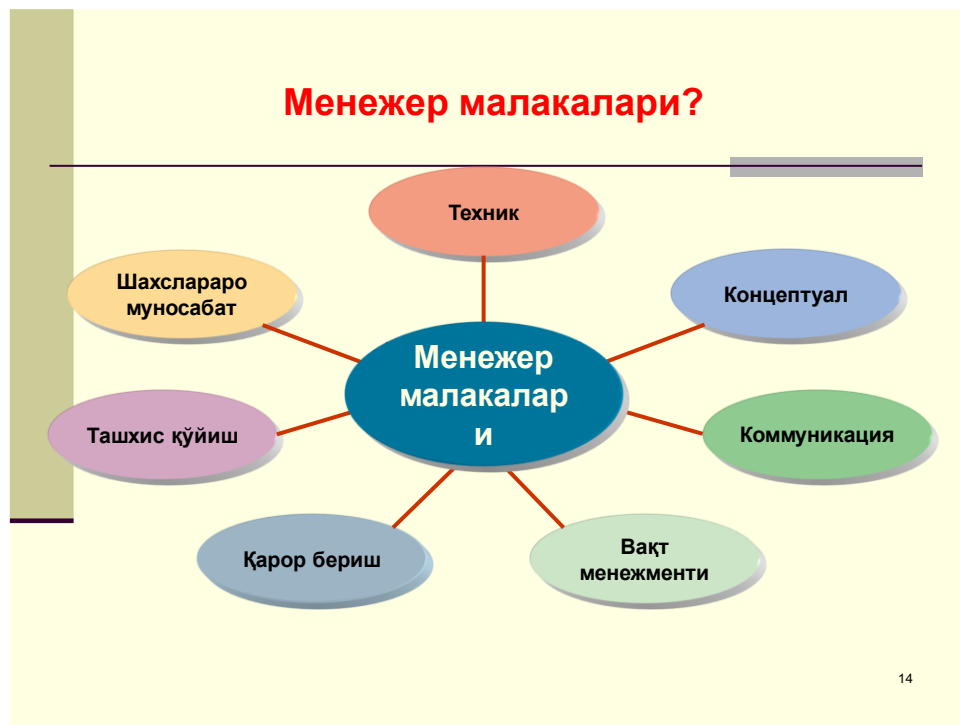 Менежер малакалари?
Техник
Шахслараро
муносабат
Концептуал
Менежер
малакалар
и
Ташхис қўйиш
Коммуникация
Қарор бериш
Вақт
менежменти
14